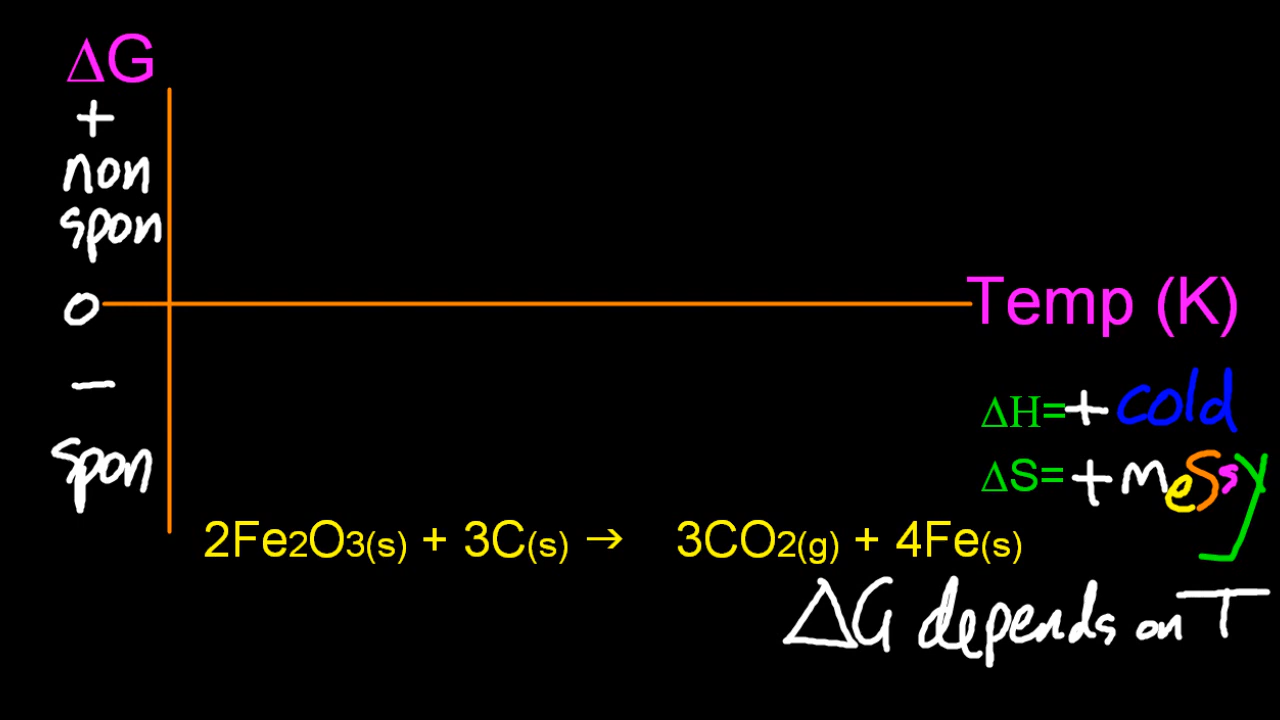 ΔG
+
non
spon
0
Temp (K)
−
spon
ΔH=+ cold
ΔS=+ meSsy
2Fe2O3(s) + 3C(s) → 3CO2(g) + 4Fe(s)
ΔG depends on T